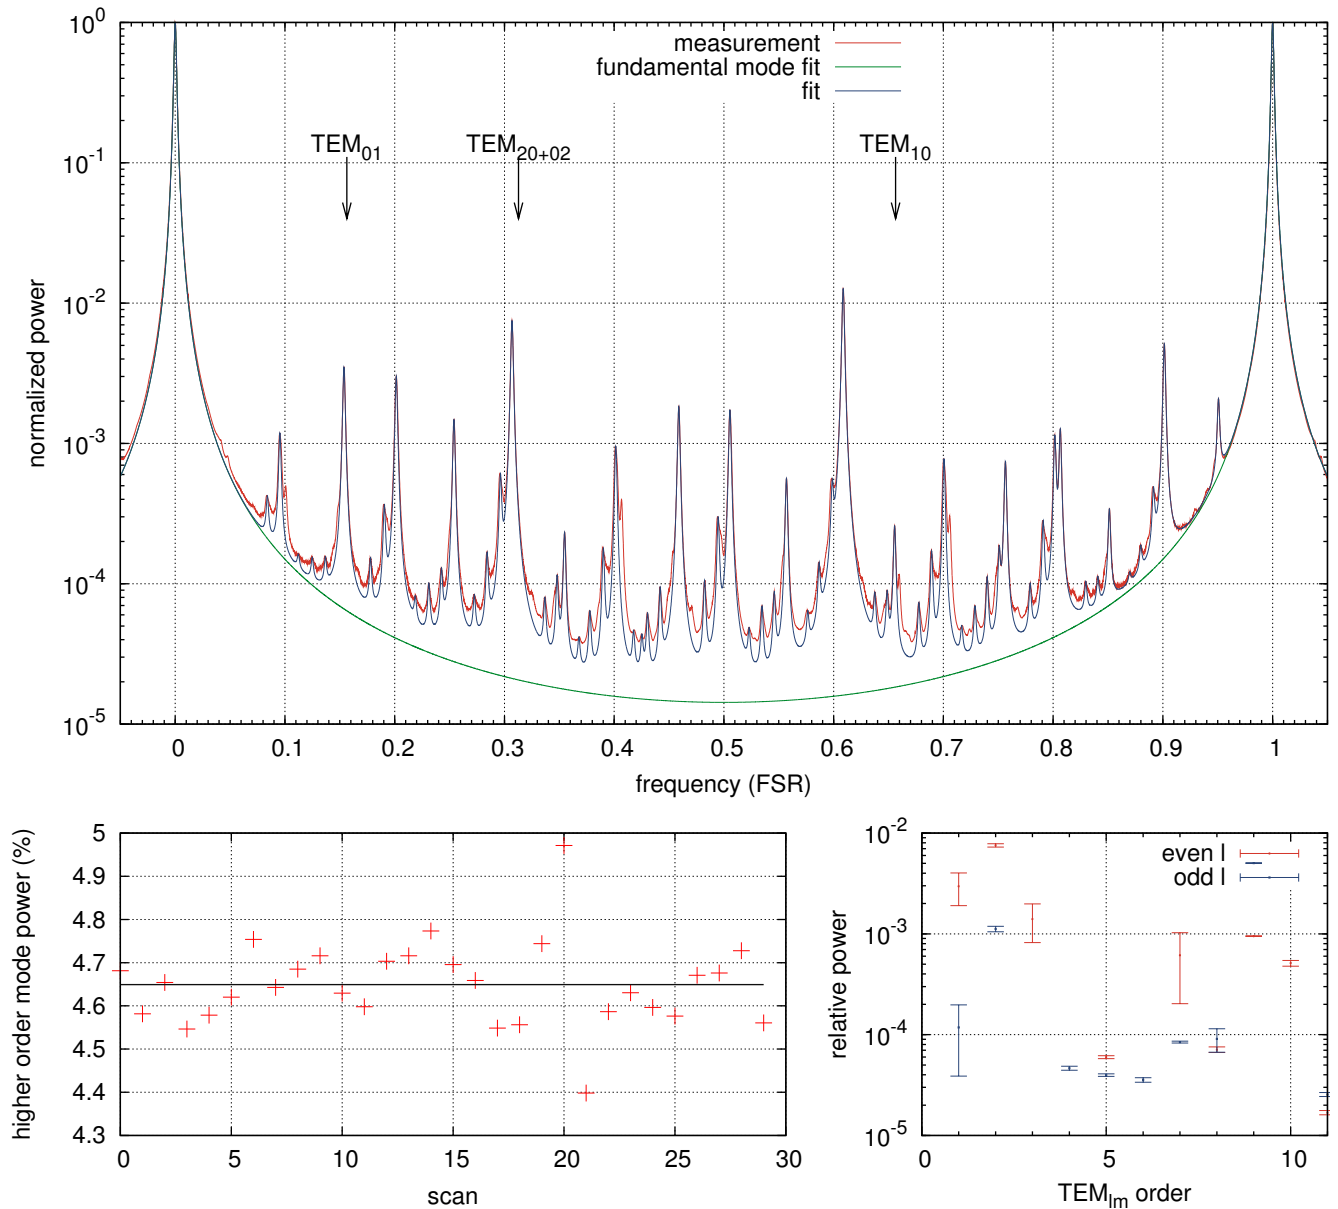 normalized power
10^0
10^-1
10^-2
10^-3
10^-4
10^-5
measurement
fundamental mode fit
fit
TEM_01
TEM_20+02
TEM_10
0 0.1 0.2 0.3 0.4 0.5 0.6 0.7 0.8 0.9 1
frequency (FSR)
higher order mode power (%)
5
4.9
4.8
4.7
4.6
4.5
4.4
4.3
0 5 10 15 20 25 30
scan
relative power
10^-2
10^-3
10^-4
10^-5
even l
odd l
0 5 10
TEM_lm order